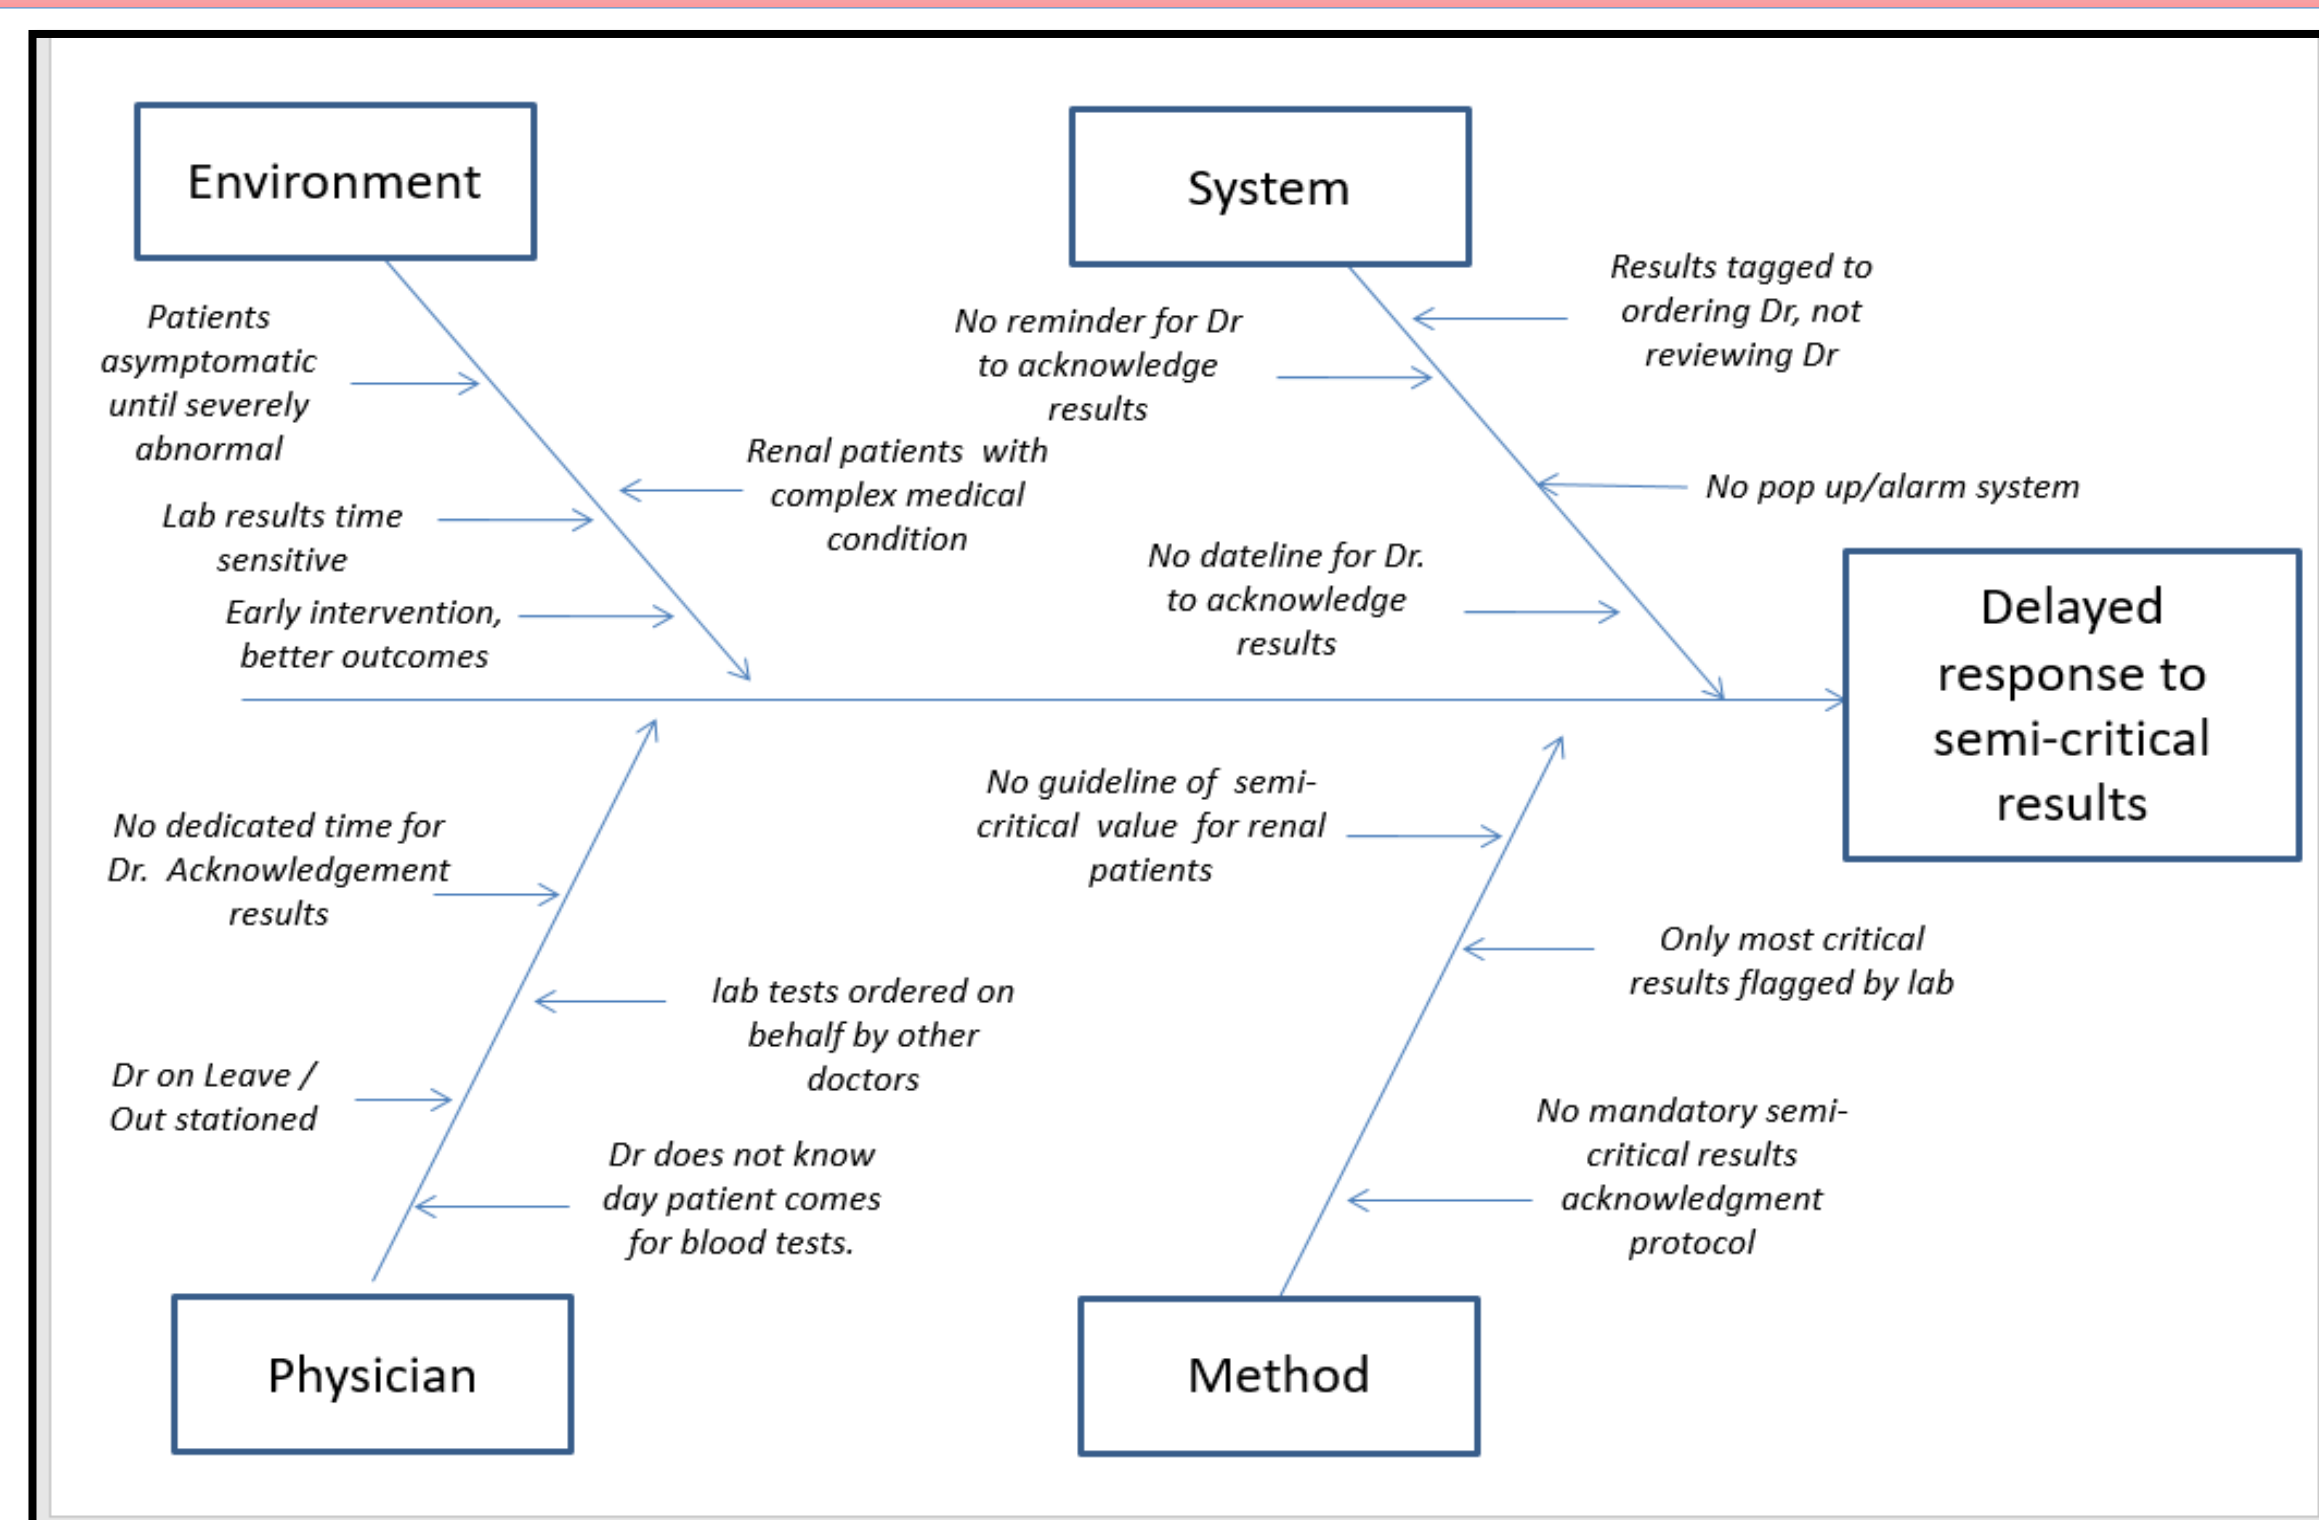 Environment
System
Patients
asymptomatic
until severely
abnormal
Lab results time
sensitive
Early intervention,
better outcomes
Renal patients  with
complex medical
condition
No reminder for Dr
to acknowledge
results
Results tagged to
ordering Dr, not
reviewing Dr
No pop up/alarm system
No dateline for Dr.
to acknowledge
results
Delayed
response to
semi-critical
results
No dedicated time for
Dr.  Acknowledgement
results
lab tests ordered on
behalf by other
doctors
Dr on Leave /
Out stationed
Dr does not know
day patient comes
for blood tests.
No guideline of  semi-
critical  value  for renal
patients
Only most critical
results flagged by lab
No mandatory semi-
critical results
acknowledgment
protocol
Physician
Method